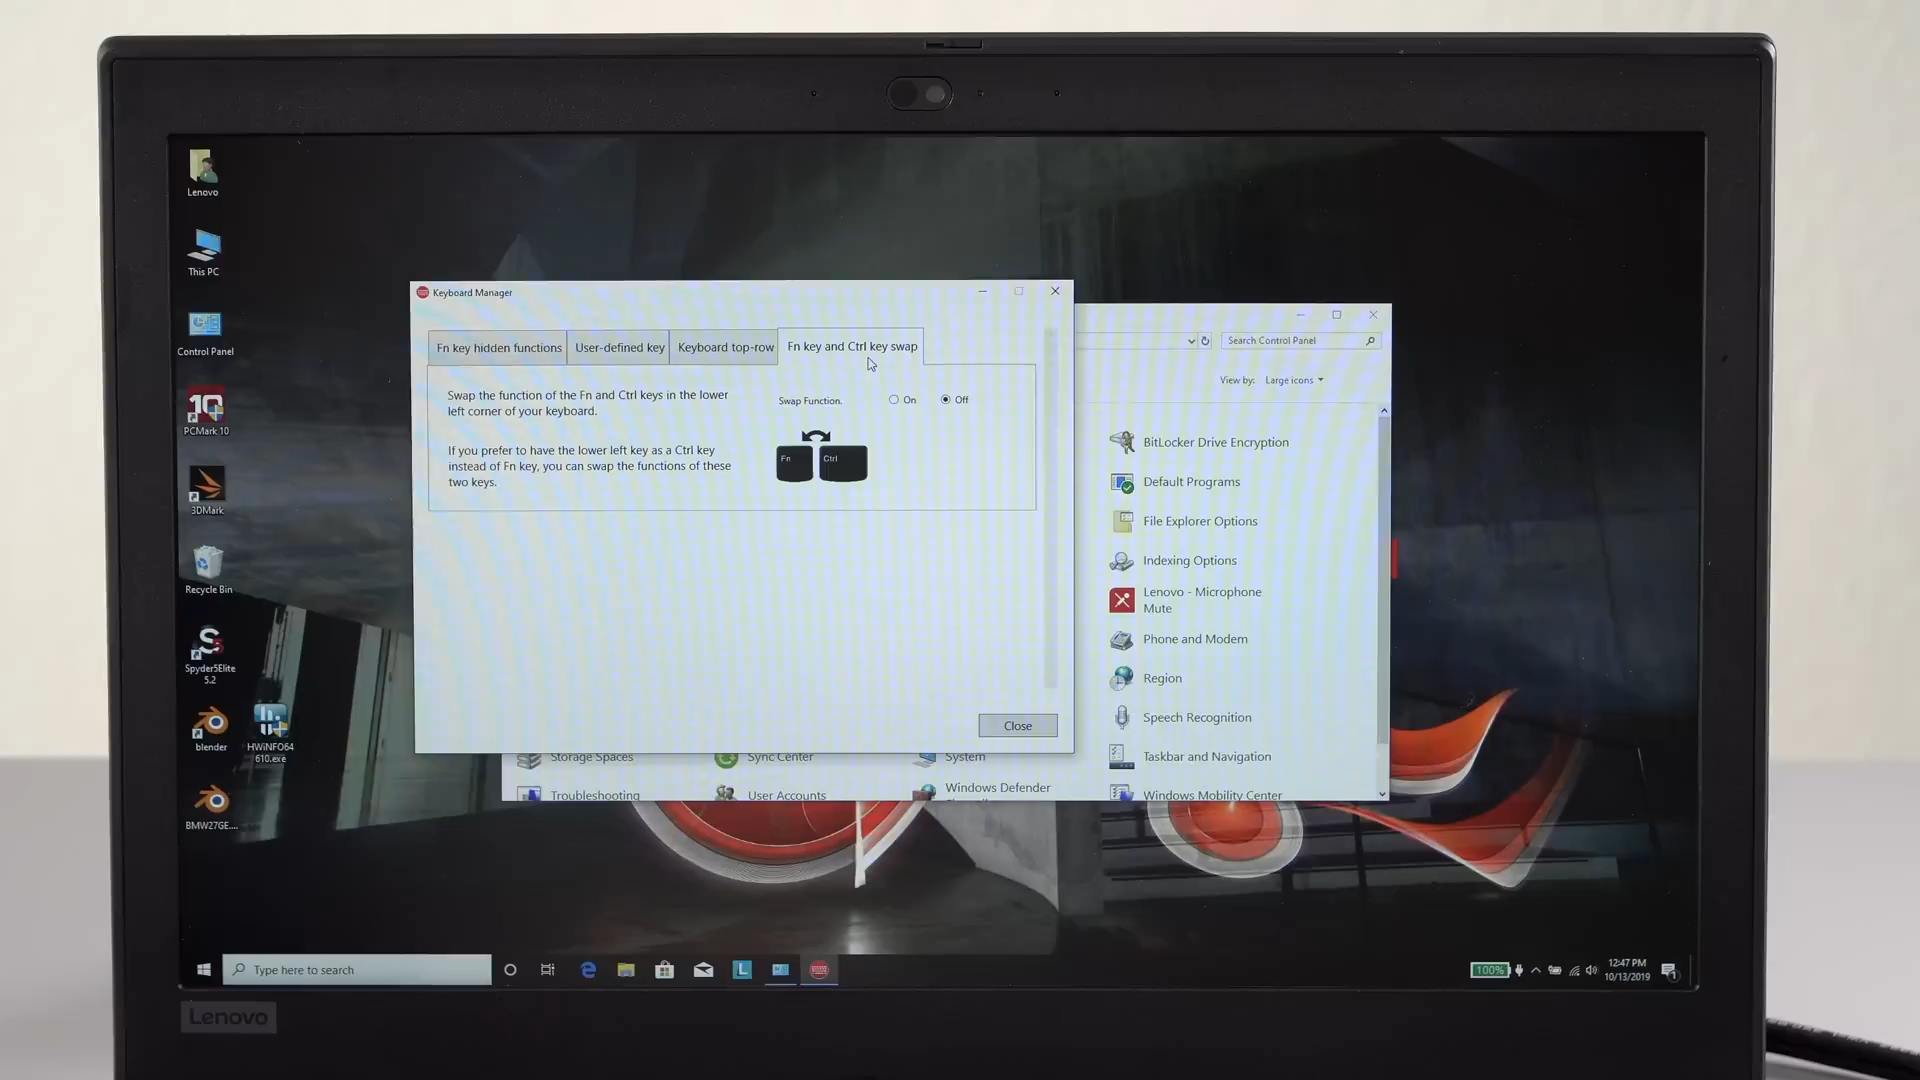 Lenovo
This PC
Control Panel
PCMark 10
3DMark
Recycle Bin
Spyder5Elite
5.2
blender
HWiNFO64
610.exe
BMW27GE....
Keyboard Manager
Fn key hidden functions
User-defined key
Keyboard top-row
Fn key and Ctrl key swap
Swap the function of the Fn and Ctrl keys in the lower
left corner of your keyboard.
If you prefer to have the lower left key as a Ctrl key
instead of Fn key, you can swap the functions of these
two keys.
Swap Function.
On
Off
Fn
Ctrl
Close
Search Control Panel
View by:
Large icons
BitLocker Drive Encryption
Default Programs
File Explorer Options
Indexing Options
Lenovo - Microphone
Mute
Phone and Modem
Region
Speech Recognition
Taskbar and Navigation
Windows Mobility Center
Storage Spaces
Sync Center
System
Troubleshooting
User Accounts
Windows Defender
Type here to search
L
100%
12:47 PM
10/13/2019
1
Lenovo